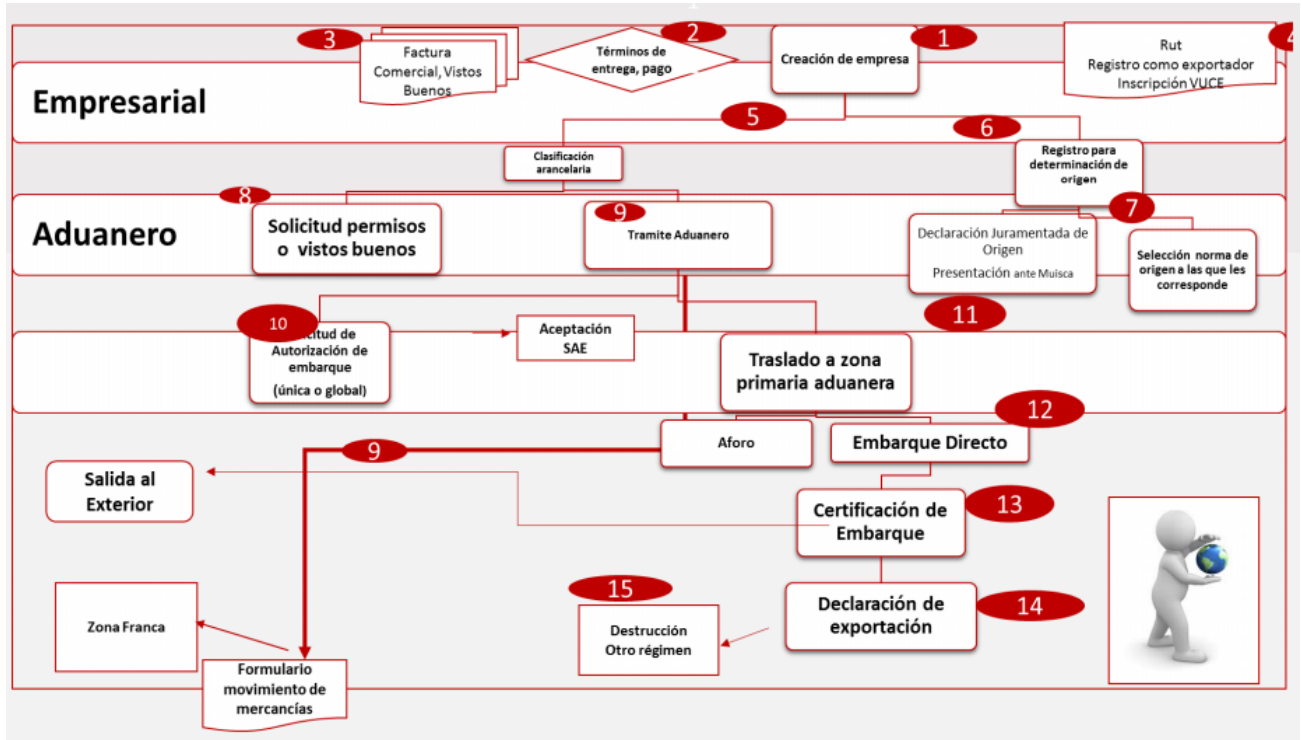 3
Factura
Comercial, Vistos
Buenos
2
Términos de
entrega, pago
1
Creación de empresa
4
Rut
Registro como exportador
Inscripción VUCE
Empresarial
5
6
Clasificación
arancelaria
Registro para
determinación de
origen
Aduanero
8
Solicitud permisos
o vistos buenos
9
Tramite Aduanero
7
Declaración Juramentada de
Origen
Presentación ante Muisca
Selección norma de
origen a las que les
corresponde
10
de
Autorización de
embarque
(única o global)
Aceptación
SAE
11
Traslado a zona
primaria aduanera
12
Aforo
Embarque Directo
9
Salida al
Exterior
13
Certificación de
Embarque
14
Declaración de
exportación
15
Destrucción
Otro régimen
Zona Franca
Formulario
movimiento de
mercancías